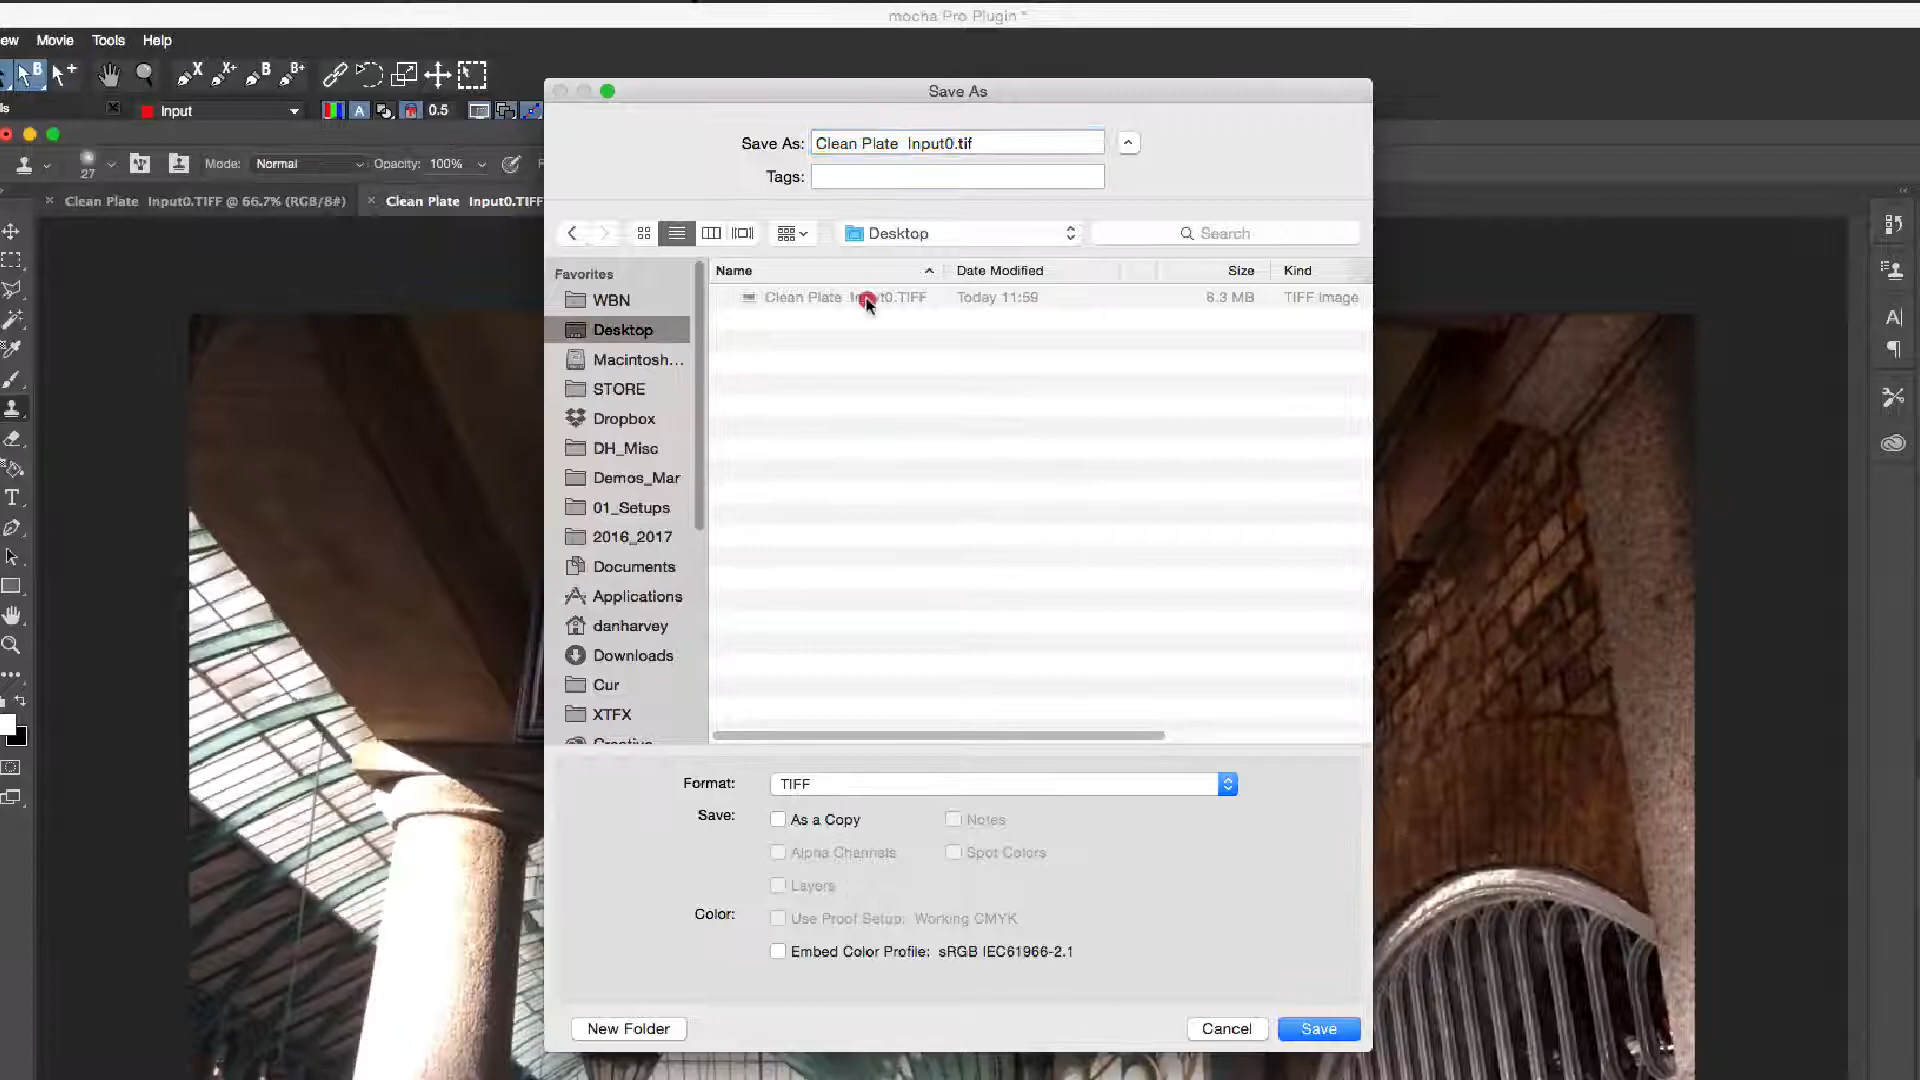 mocha Pro Plugin *
ew Movie Tools Help
Input
0.5
Save As
Save As: Clean Plate Input0.tif
Tags:
27 Mode: Normal Opacity: 100%
Clean Plate Input0.TIFF @ 66.7% (RGB/8#)
Clean Plate Input0.TIFF
Desktop
Search
Favorites
WBN
Desktop
Macintosh...
STORE
Dropbox
DH_Misc
Demos_Mar
01_Setups
2016_2017
Documents
Applications
danharvey
Downloads
Cur
XTFX
Name Date Modified Size Kind
Clean Plate Input0.TIFF Today 11:59 8.3 MB TIFF Image
Format: TIFF
Save: As a Copy Notes
Alpha Channels Spot Colors
Layers
Color: Use Proof Setup: Working CMYK
Embed Color Profile: sRGB IEC61966-2.1
New Folder Cancel Save